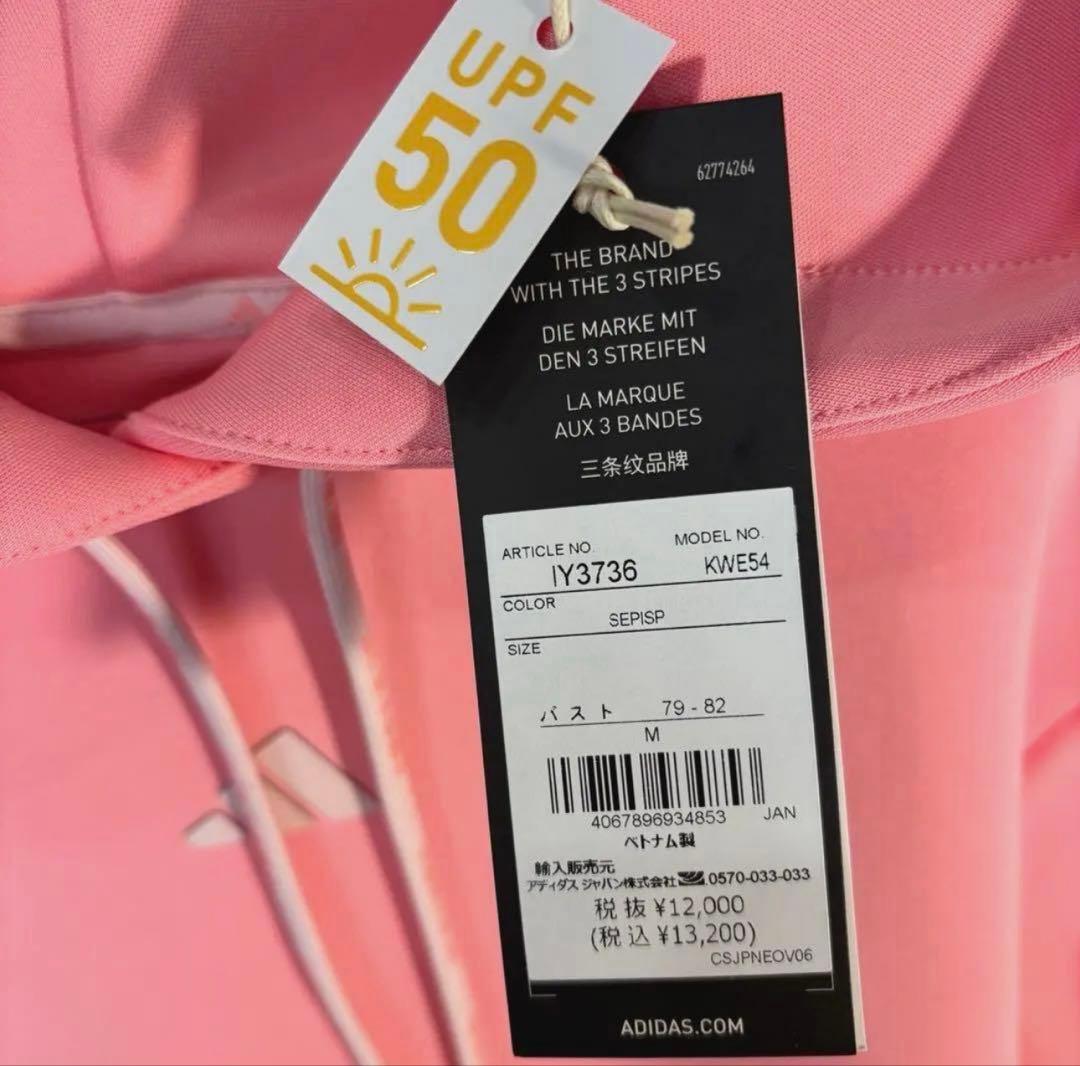 UPF
50
62774264
THE BRAND
WITH THE 3 STRIPES
DIE MARKE MIT
DEN 3 STREIFEN
LA MARQUE
AUX 3 BANDES
三条纹品牌
ARTICLE NO. MODEL NO.
IY3736 KWE54
COLOR
SEPISP
SIZE
バスト 79 - 82
M
4067896934853 JAN
ベトナム製
輸入販売元
アディダス ジャパン株式会社 0570-033-033
税抜 ¥12,000
(税込 ¥13,200)
CSJPNEOV06
ADIDAS.COM